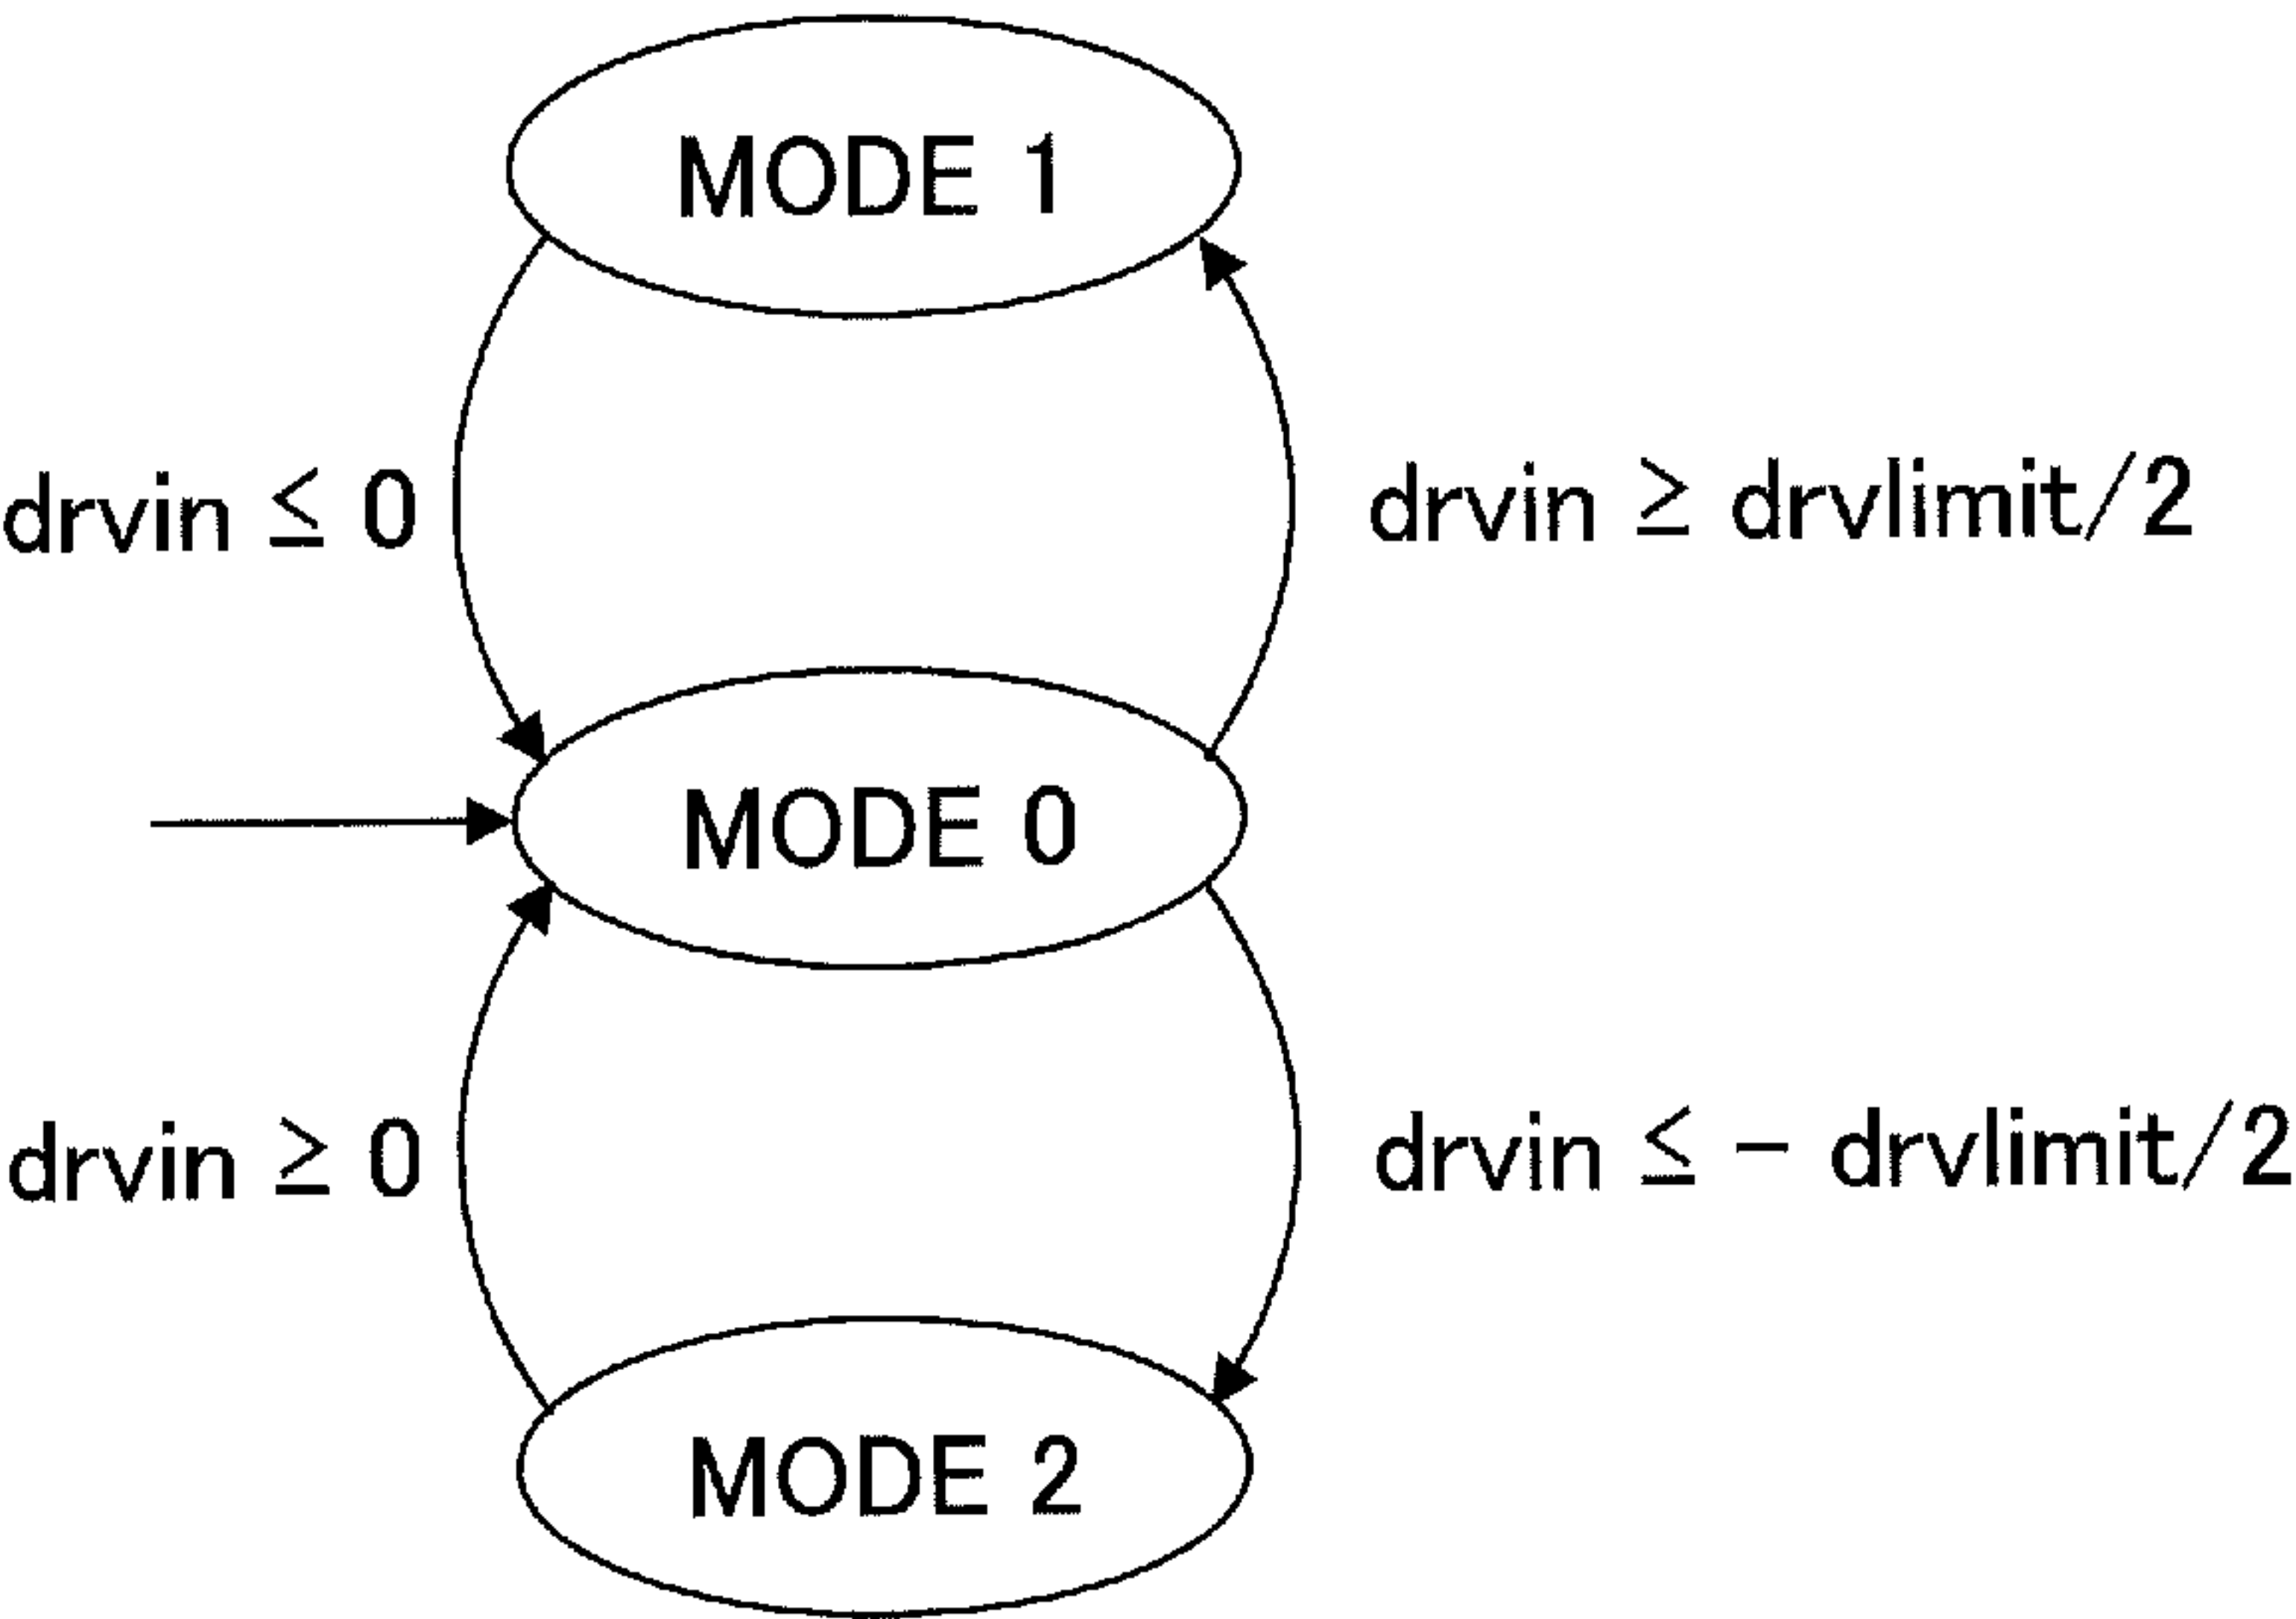 MODE 1
drvin ≤ 0
drvin ≥ drvlimit/2
MODE 0
drvin ≥ 0
drvin ≤ - drvlimit/2
MODE 2